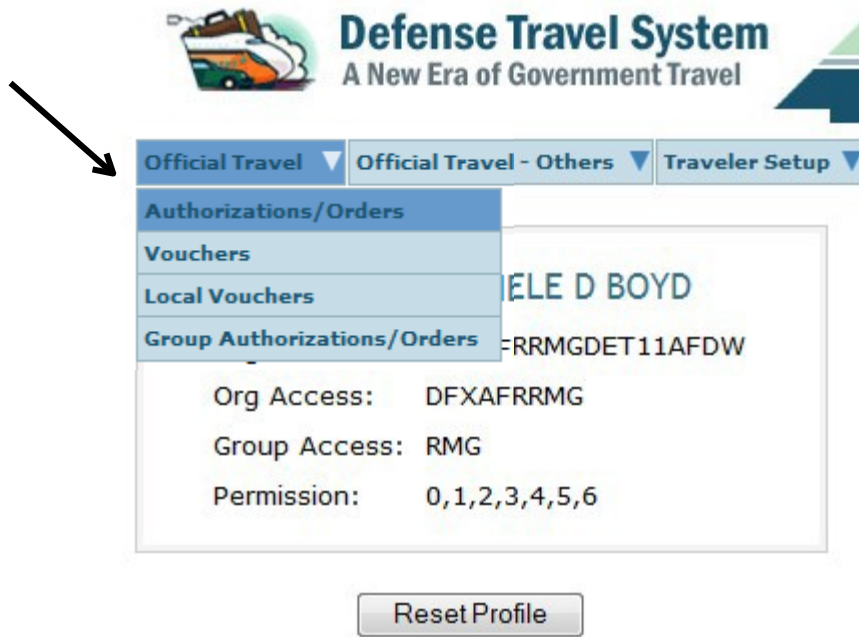 Defense Travel System
A New Era of Government Travel
Official Travel Official Travel - Others Traveler Setup
Authorizations/Orders
Vouchers
Local Vouchers
Group Authorizations/Orders
ELE D BOYD
FRRMGDET11AFDW
Org Access: DFXAFRRMG
Group Access: RMG
Permission: 0,1,2,3,4,5,6
Reset Profile